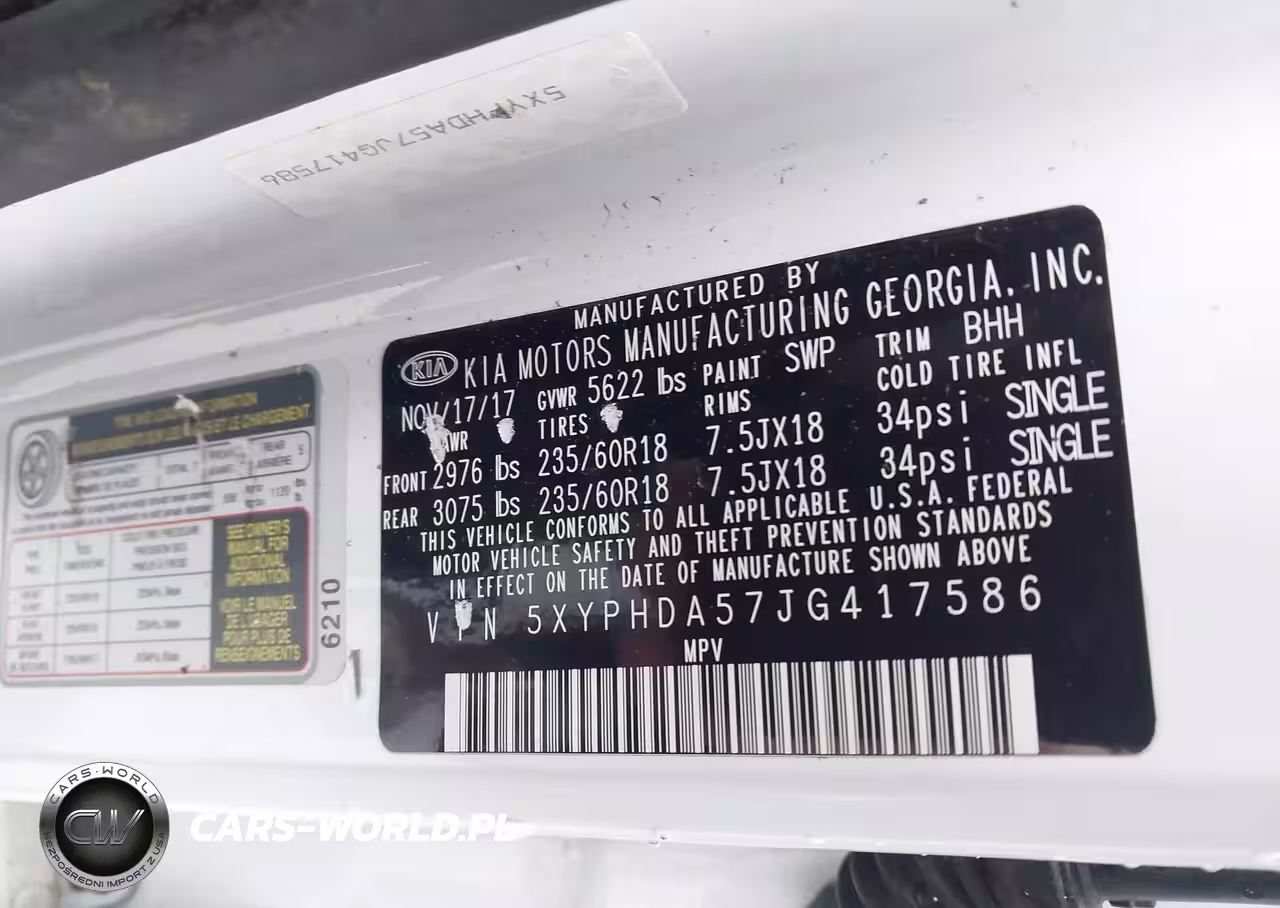 5XYPHDA57JG417586
MANUFACTURED BY
KIA KIA MOTORS MANUFACTURING GEORGIA, INC.
NOV/17/17 GVWR 5622 lbs PAINT SWP TRIM BHH
TIRES RIMS COLD TIRE INFL
FRONT 2976 lbs 235/60R18 7.5JX18 34psi SINGLE
REAR 3075 lbs 235/60R18 7.5JX18 34psi SINGLE
THIS VEHICLE CONFORMS TO ALL APPLICABLE U.S.A. FEDERAL
MOTOR VEHICLE SAFETY AND THEFT PREVENTION STANDARDS
IN EFFECT ON THE DATE OF MANUFACTURE SHOWN ABOVE
VIN 5XYPHDA57JG417586
MPV
SEE OWNER'S
MANUAL FOR
ADDITIONAL
INFORMATION
VOIR LE MANUEL
DE L'USAGER
POUR PLUS DE
RENSEIGNEMENTS
6210
CARS-WORLD
CW
BEZPOŚREDNI IMPORT Z USA
CARS-WORLD.PL